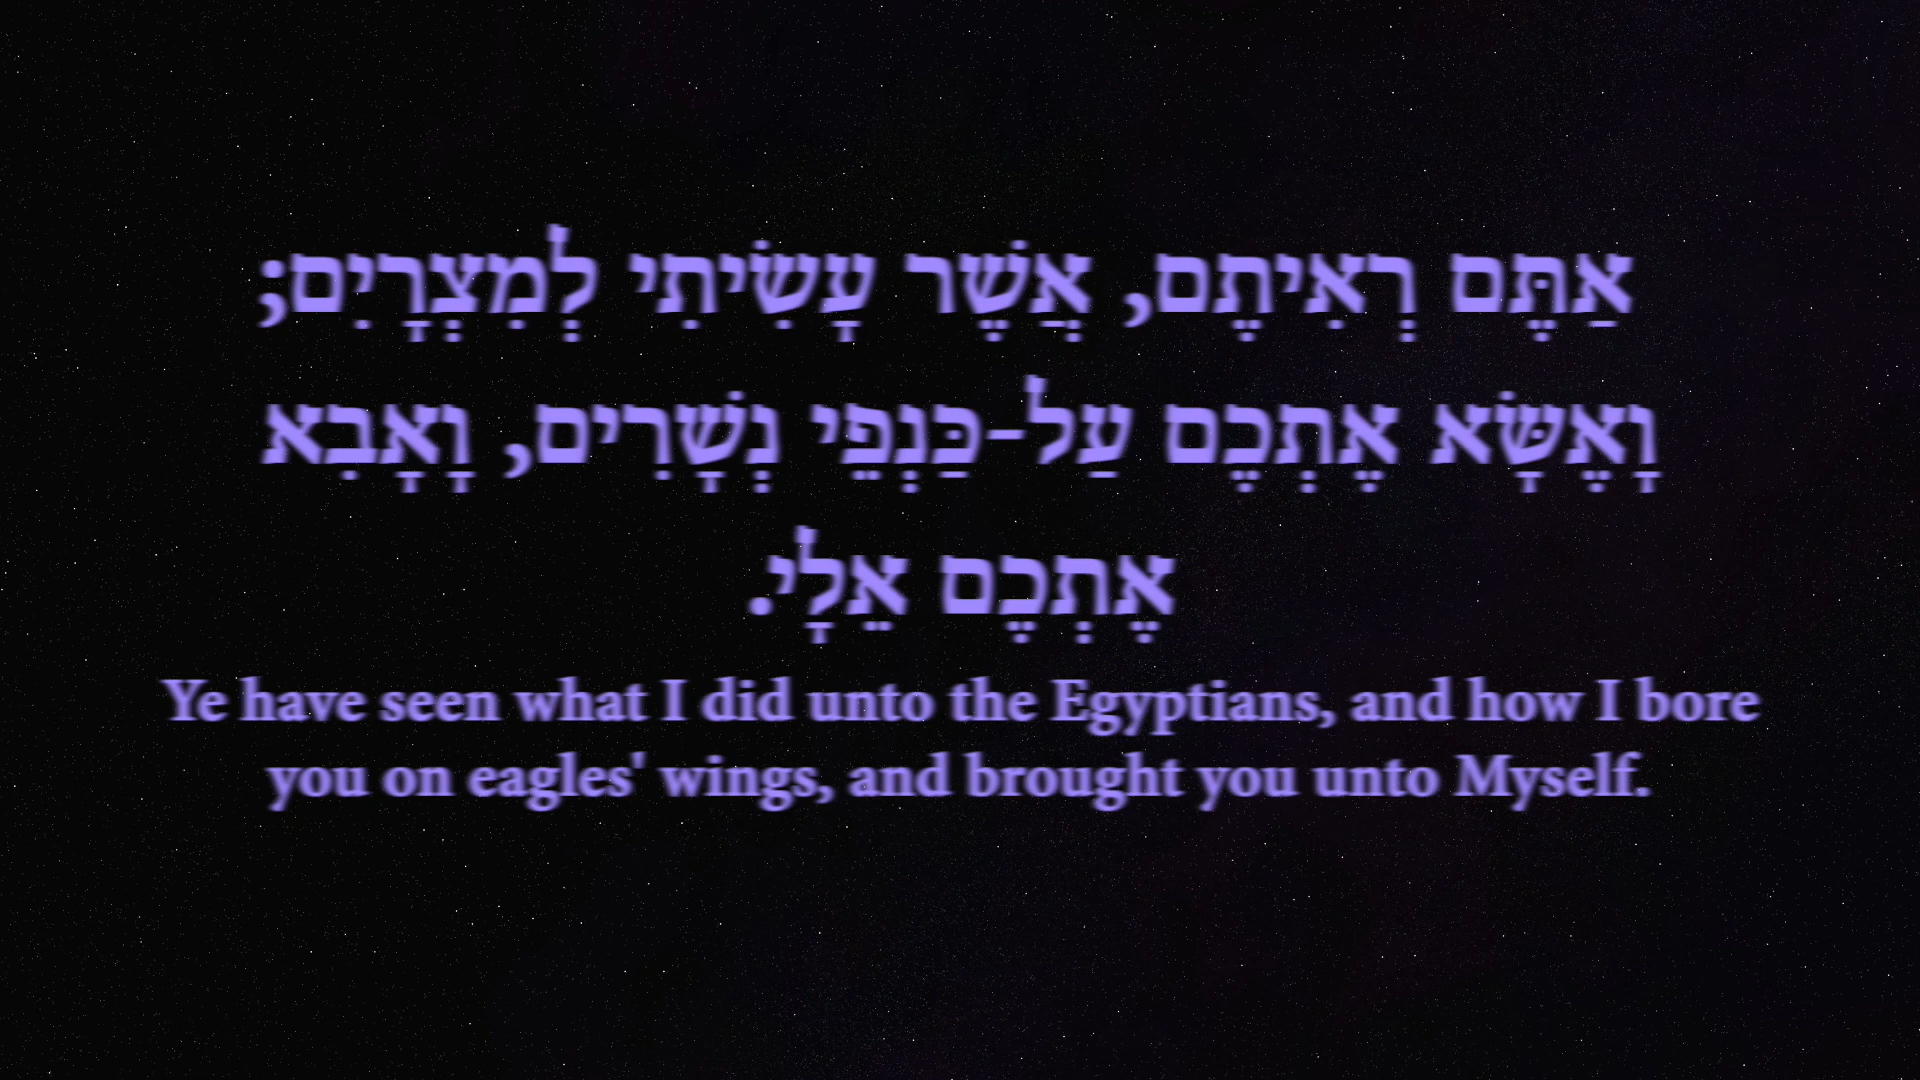 אַתֶּם רְאִיתֶם, אֲשֶׁר עָשִׂיתִי לְמִצְרָיִם;
וָאֶשָּׂא אֶתְכֶם עַל-כַּנְפֵי נְשָׁרִים, וָאָבִא
אֶתְכֶם אֵלָי.
Ye have seen what I did unto the Egyptians, and how I bore
you on eagles' wings, and brought you unto Myself.